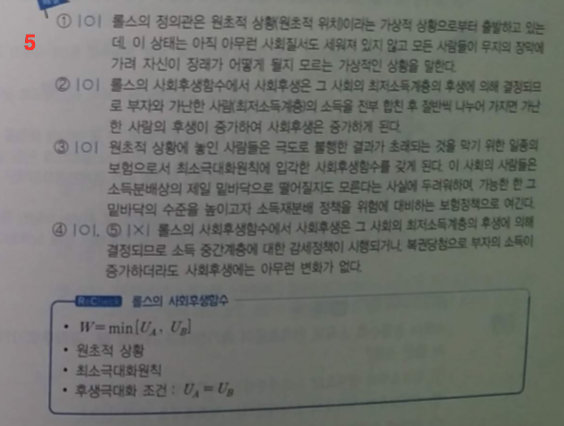 5
① |O| 롤스의 정의관은 원초적 상황(원초적 위치)이라는 가상적 상황으로부터 출발하고 있는
데, 이 상태는 아직 아무런 사회질서도 세워져 있지 않고 모든 사람들이 무지의 장막에
가려 자신이 장래가 어떻게 될지 모르는 가상적인 상황을 말한다.
② |O| 롤스의 사회후생함수에서 사회후생은 그 사회의 최저소득계층의 후생에 의해 결정되므
로 부자와 가난한 사람(최저소득계층)의 소득을 전부 합친 후 절반씩 나누어 가지면 가난
한 사람의 후생이 증가하여 사회후생은 증가하게 된다.
③ |O| 원초적 상황에 놓인 사람들은 극도로 불행한 결과가 초래되는 것을 막기 위한 일종의
보험으로서 최소극대화원칙에 입각한 사회후생함수를 갖게 된다. 이 사회의 사람들은
소득분배상의 제일 밑바닥으로 떨어질지도 모른다는 사실에 두려워하며, 가능한 한 그
밑바닥의 수준을 높이고자 소득재분배 정책을 위험에 대비하는 보험정책으로 여긴다.
④ |O|, ⑤ |X| 롤스의 사회후생함수에서 사회후생은 그 사회의 최저소득계층의 후생에 의해
결정되므로 소득 중간계층에 대한 감세정책이 시행되거나, 복권당첨으로 부자의 소득이
증가하더라도 사회후생에는 아무런 변화가 없다.
롤스의 사회후생함수
• W=min[U_A, U_B]
• 원초적 상황
• 최소극대화원칙
• 후생극대화 조건 : U_A = U_B